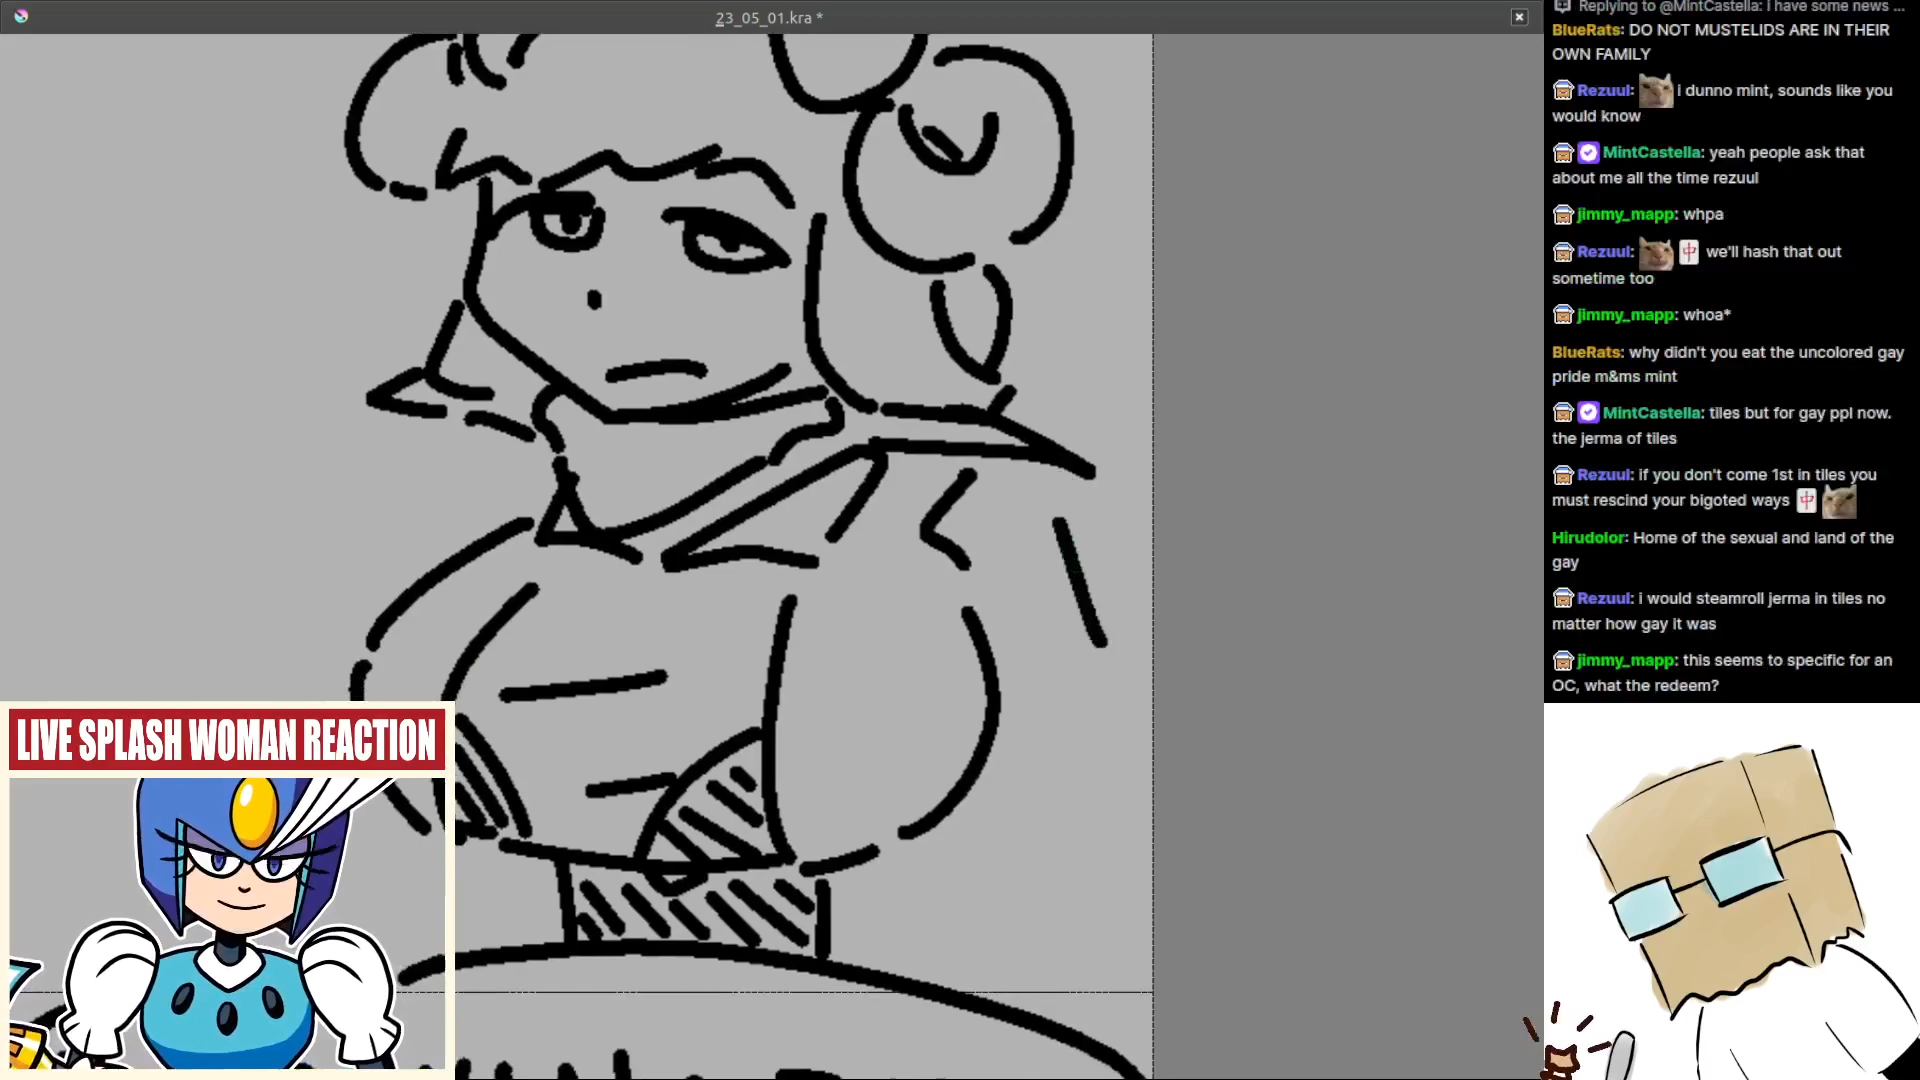 23_05_01.kra *
Replying to @MintCastella: i have some news ...
BlueRats: DO NOT MUSTELIDS ARE IN THEIR
OWN FAMILY
Rezuul: i dunno mint, sounds like you
would know
MintCastella: yeah people ask that
about me all the time rezuul
jimmy_mapp: whpa
Rezuul: 中 we'll hash that out
sometime too
jimmy_mapp: whoa*
BlueRats: why didn't you eat the uncolored gay
pride m&ms mint
MintCastella: tiles but for gay ppl now.
the jerma of tiles
Rezuul: if you don't come 1st in tiles you
must rescind your bigoted ways 中
Hirudolor: Home of the sexual and land of the
gay
Rezuul: i would steamroll jerma in tiles no
matter how gay it was
jimmy_mapp: this seems to specific for an
OC, what the redeem?
LIVE SPLASH WOMAN REACTION